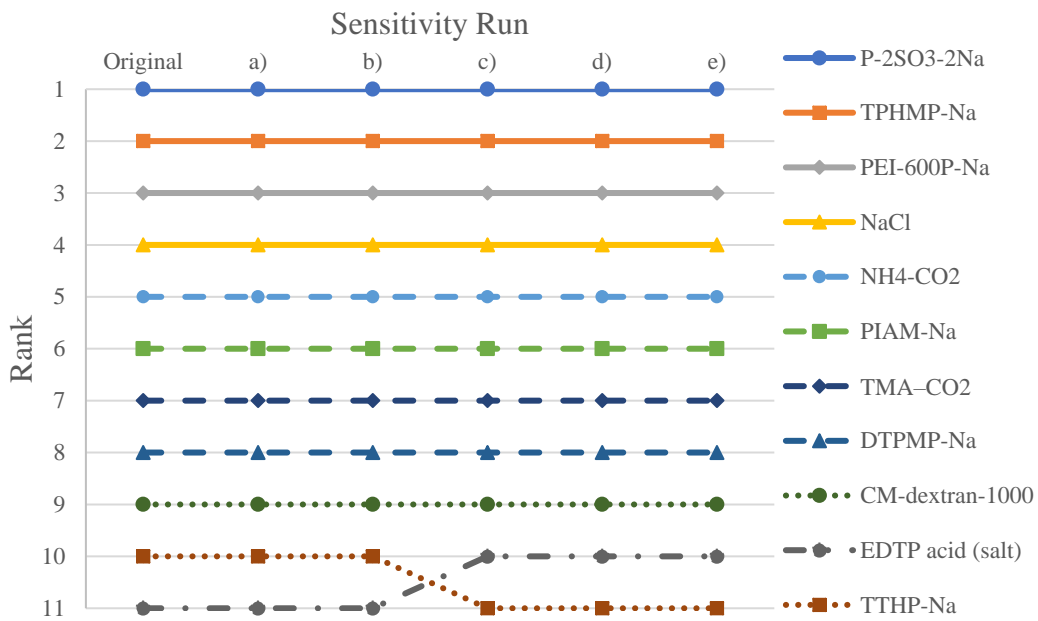 Sensitivity Run
Original a) b) c) d) e)
Rank
1
2
3
4
5
6
7
8
9
10
11
P-2SO3-2Na
TPHMP-Na
PEI-600P-Na
NaCl
NH4-CO2
PIAM-Na
TMA–CO2
DTPMP-Na
CM-dextran-1000
EDTP acid (salt)
TTHP-Na